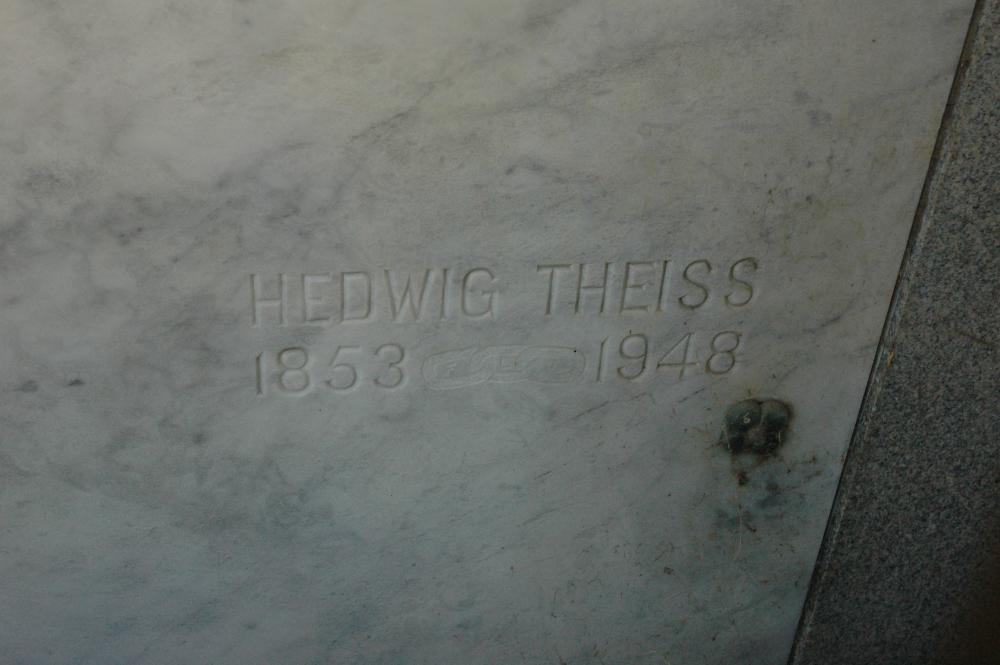 HEDWIG THEISS
1853 1948